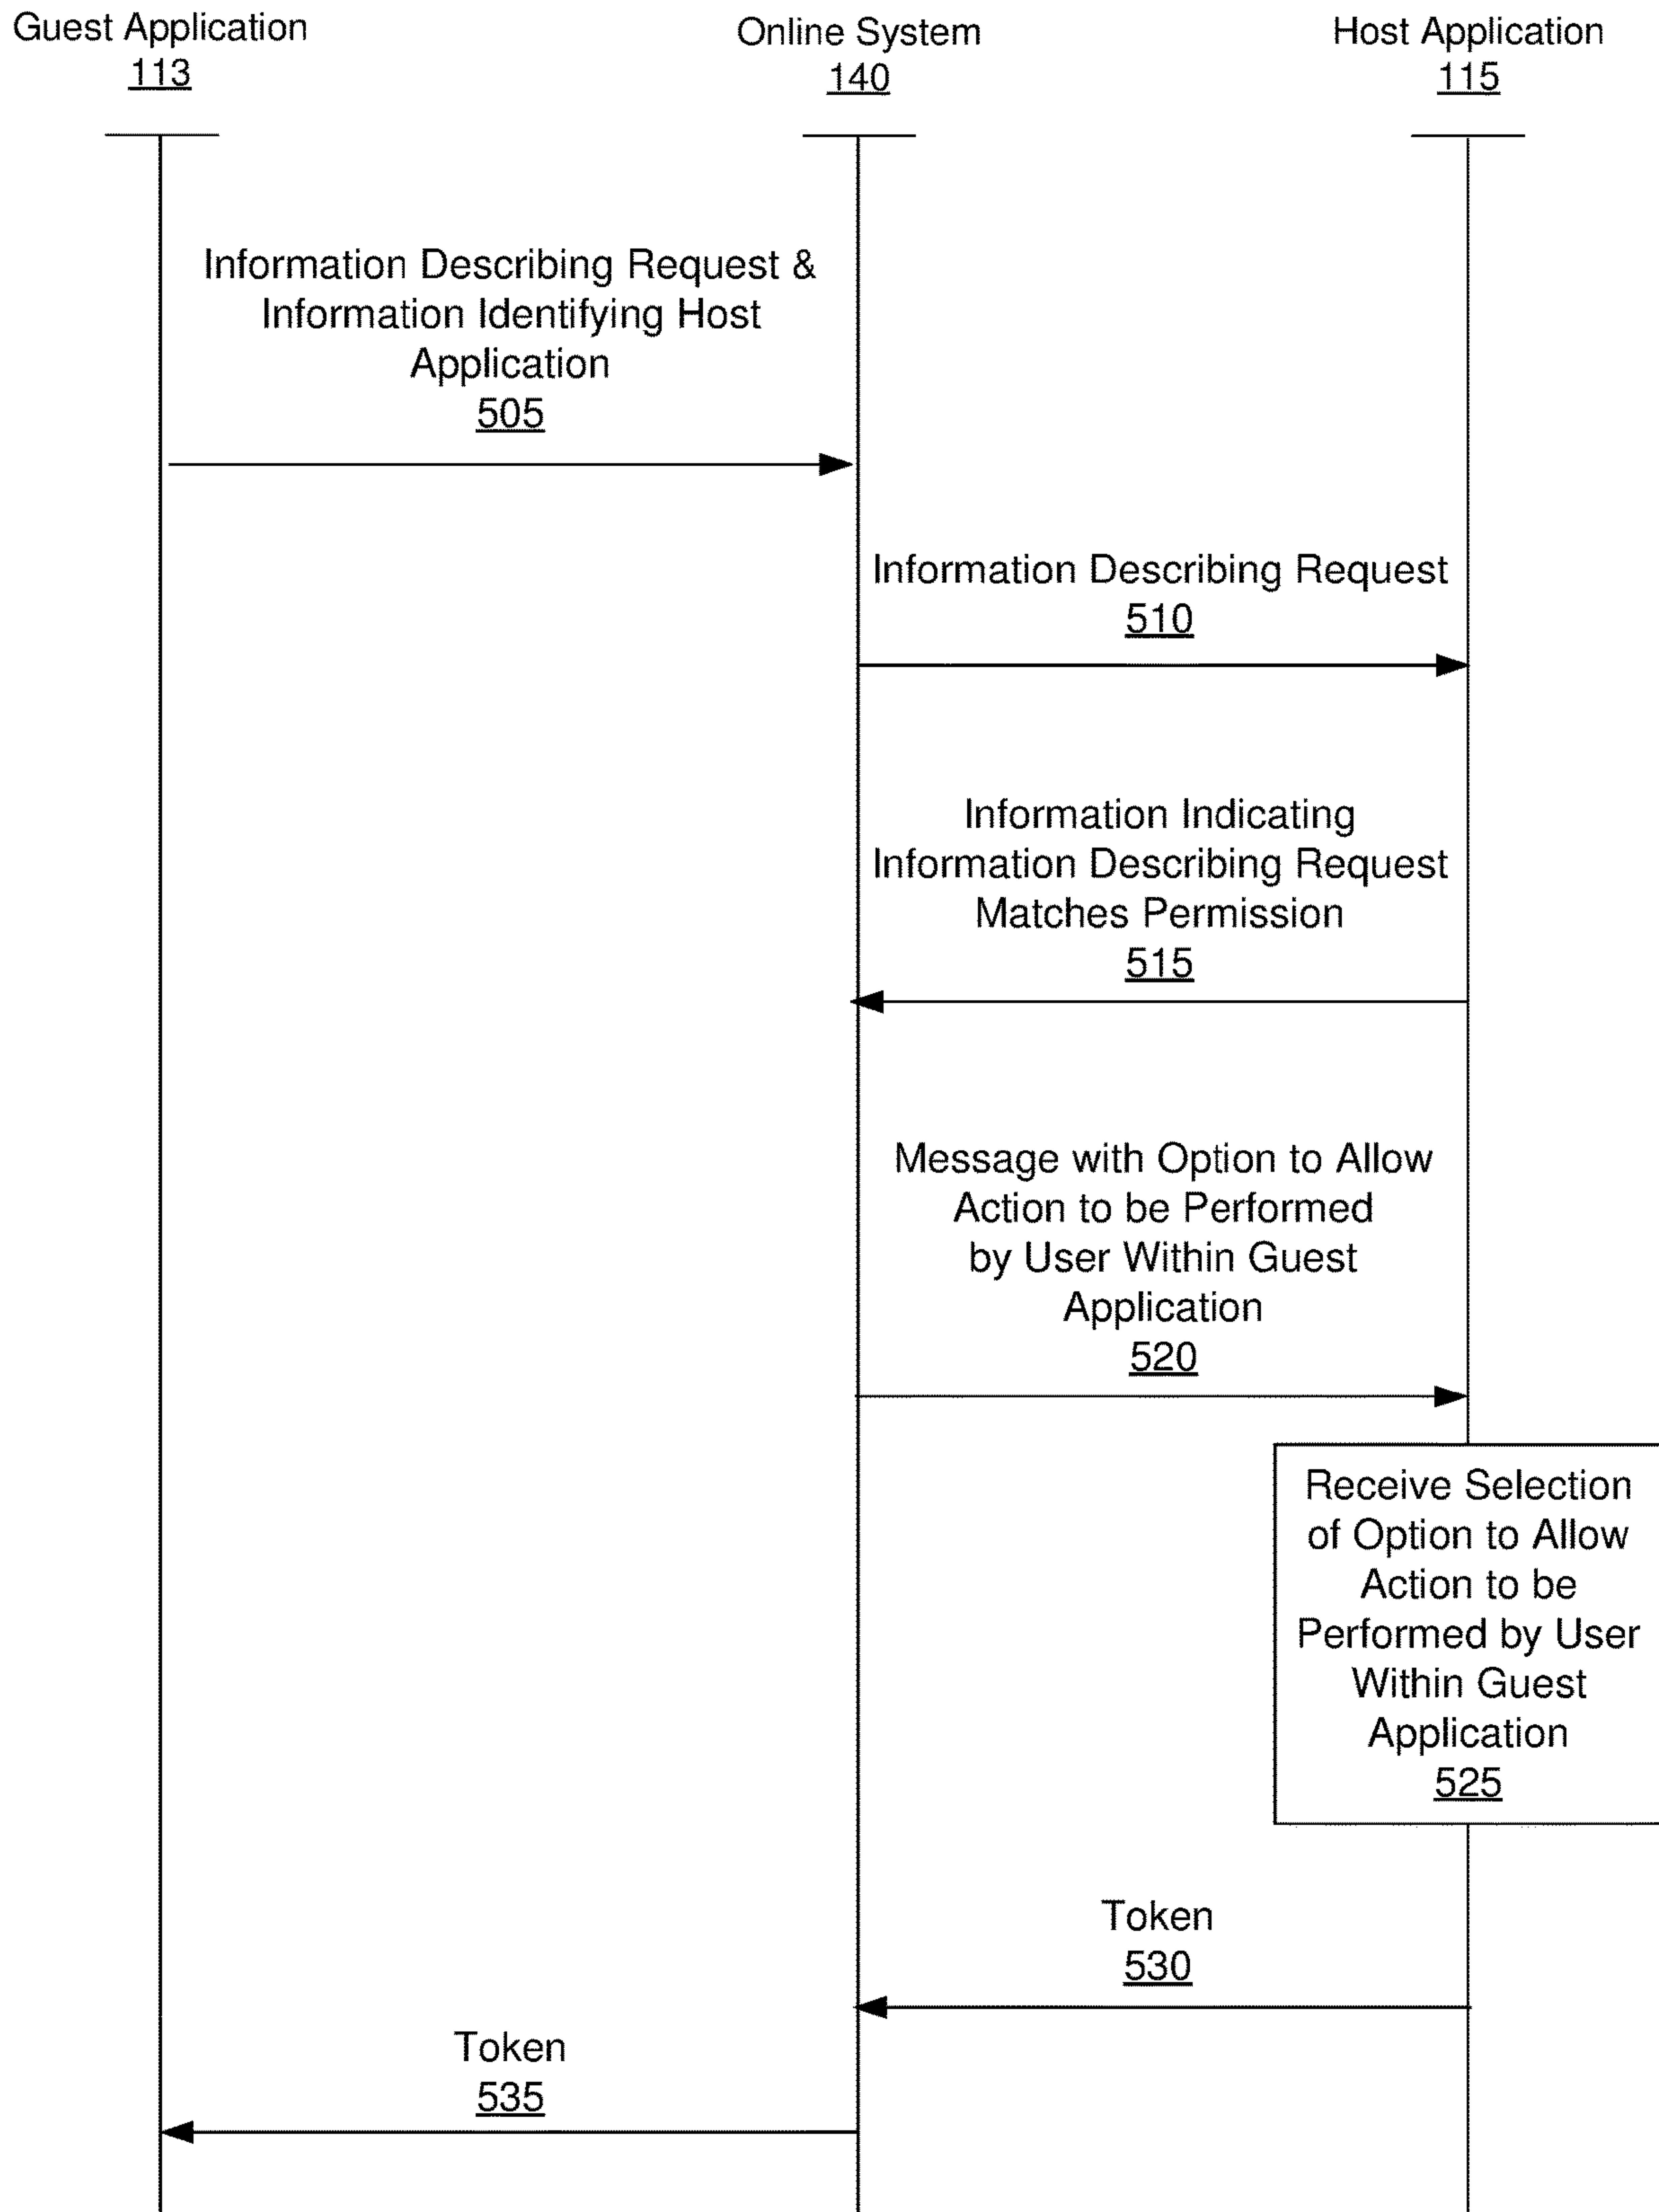 Guest Application
113
Online System
140
Host Application
115
Information Describing Request &
Information Identifying Host
Application
505
Information Describing Request
510
Information Indicating
Information Describing Request
Matches Permission
515
Message with Option to Allow
Action to be Performed
by User Within Guest
Application
520
Receive Selection
of Option to Allow
Action to be
Performed by User
Within Guest
Application
525
Token
530
Token
535